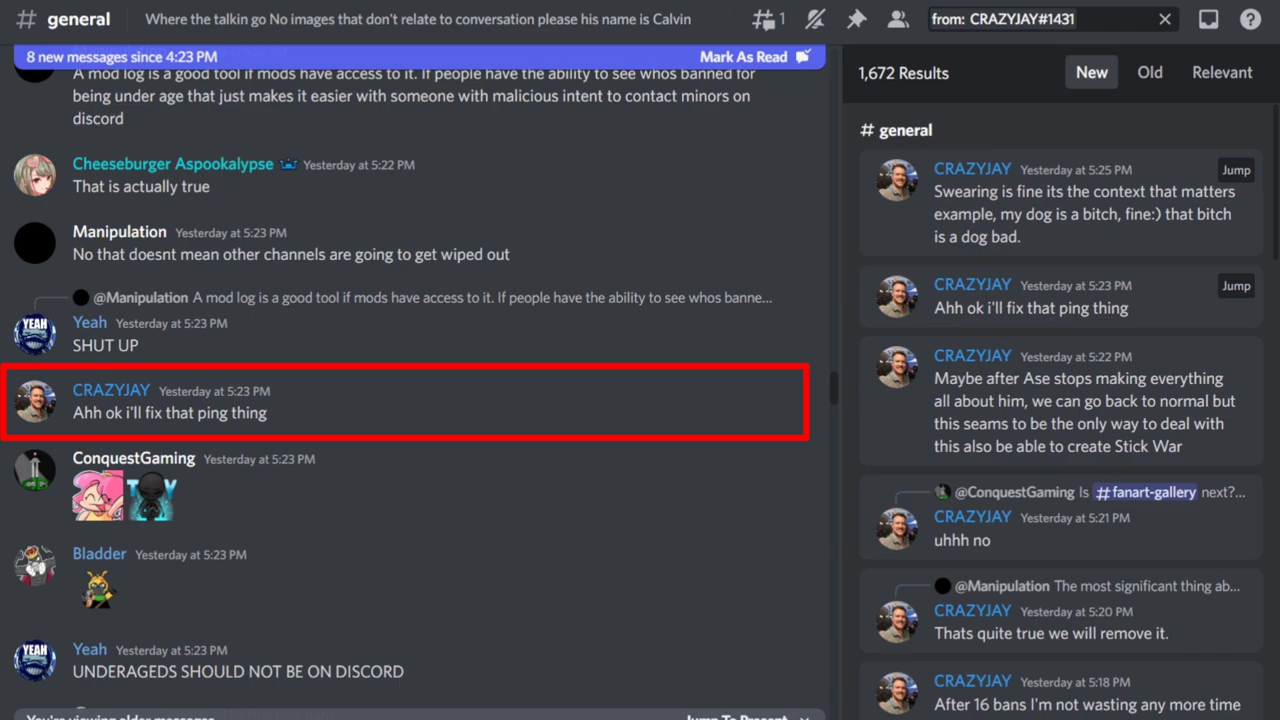 # general
Where the talkin go No images that don't relate to conversation please his name is Calvin
1
from: CRAZYJAY#1431
8 new messages since 4:23 PM
Mark As Read
A mod log is a good tool if mods have access to it. If people have the ability to see whos banned for
being under age that just makes it easier with someone with malicious intent to contact minors on
discord
Cheeseburger Aspookalypse Yesterday at 5:22 PM
That is actually true
Manipulation Yesterday at 5:23 PM
No that doesnt mean other channels are going to get wiped out
@Manipulation A mod log is a good tool if mods have access to it. If people have the ability to see whos banne...
YEAH
Yeah Yesterday at 5:23 PM
SHUT UP
CRAZYJAY Yesterday at 5:23 PM
Ahh ok i'll fix that ping thing
ConquestGaming Yesterday at 5:23 PM
Bladder Yesterday at 5:23 PM
YEAH
Yeah Yesterday at 5:23 PM
UNDERAGEDS SHOULD NOT BE ON DISCORD
You're viewing older messages
Jump To Present
1,672 Results
New
Old
Relevant
# general
CRAZYJAY Yesterday at 5:25 PM
Jump
Swearing is fine its the context that matters
example, my dog is a bitch, fine:) that bitch
is a dog bad.
CRAZYJAY Yesterday at 5:23 PM
Jump
Ahh ok i'll fix that ping thing
CRAZYJAY Yesterday at 5:22 PM
Maybe after Ase stops making everything
all about him, we can go back to normal but
this seams to be the only way to deal with
this also be able to create Stick War
@ConquestGaming Is #fanart-gallery next?...
CRAZYJAY Yesterday at 5:21 PM
uhhh no
@Manipulation The most significant thing ab...
CRAZYJAY Yesterday at 5:20 PM
Thats quite true we will remove it.
CRAZYJAY Yesterday at 5:18 PM
After 16 bans I'm not wasting any more time